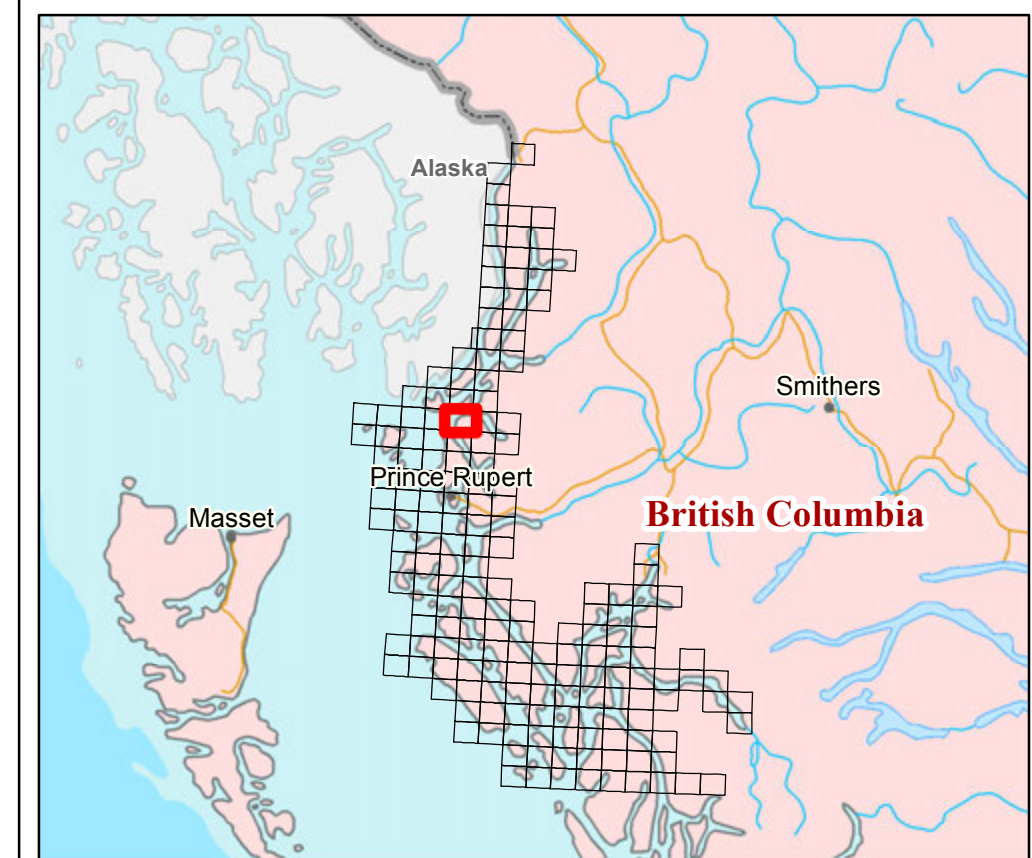 Alaska
Smithers
Prince Rupert
Masset
British Columbia